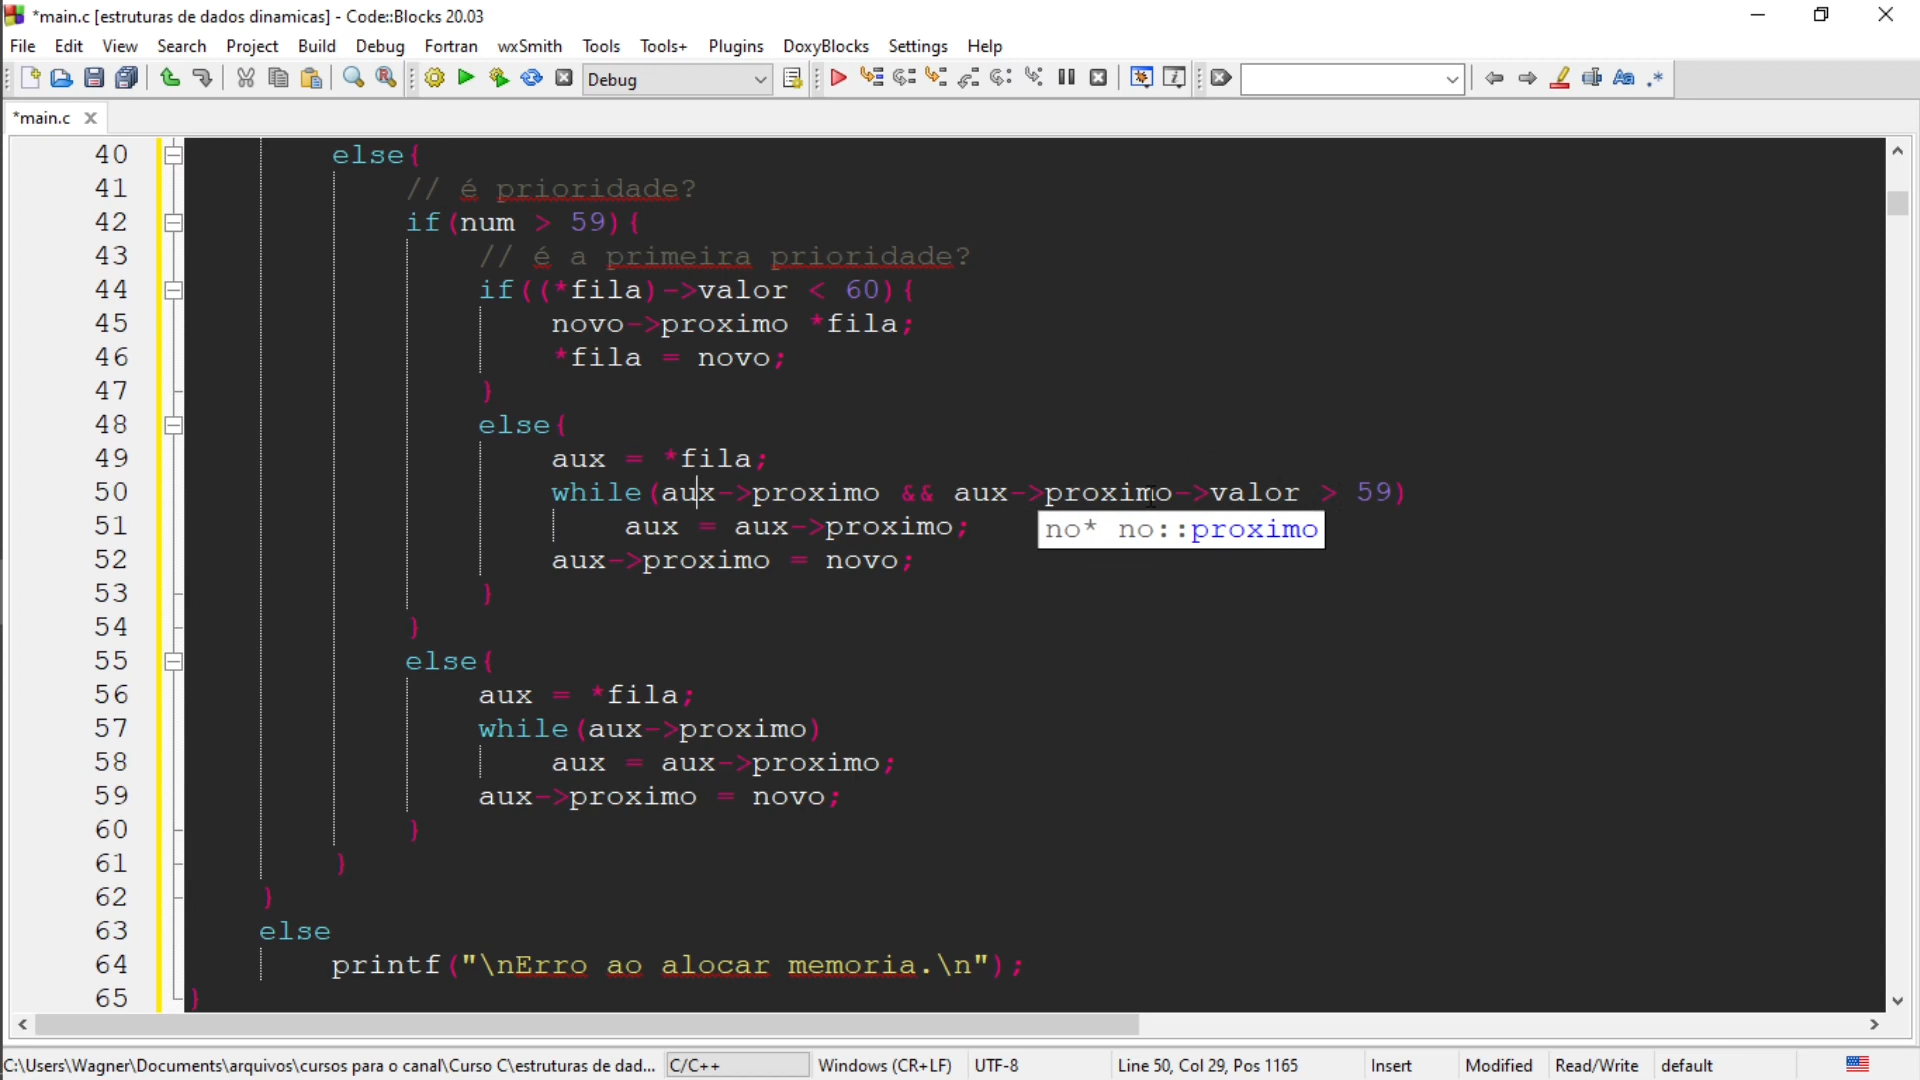 *main.c [estruturas de dados dinamicas] - Code::Blocks 20.03
File Edit View Search Project Build Debug Fortran wxSmith Tools Tools+ Plugins DoxyBlocks Settings Help
Debug
*main.c
40 else{
41 // é prioridade?
42 if(num > 59){
43 // é a primeira prioridade?
44 if((*fila)->valor < 60){
45 novo->proximo *fila;
46 *fila = novo;
47 }
48 else{
49 aux = *fila;
50 while(aux->proximo && aux->proximo->valor > 59)
51 aux = aux->proximo;
no* no::proximo
52 aux->proximo = novo;
53 }
54 }
55 else{
56 aux = *fila;
57 while(aux->proximo)
58 aux = aux->proximo;
59 aux->proximo = novo;
60 }
61 }
62 }
63 else
64 printf("\nErro ao alocar memoria.\n");
65 }
C:\Users\Wagner\Documents\arquivos\cursos para o canal\Curso C\estruturas de dad... C/C++ Windows (CR+LF) UTF-8 Line 50, Col 29, Pos 1165 Insert Modified Read/Write default